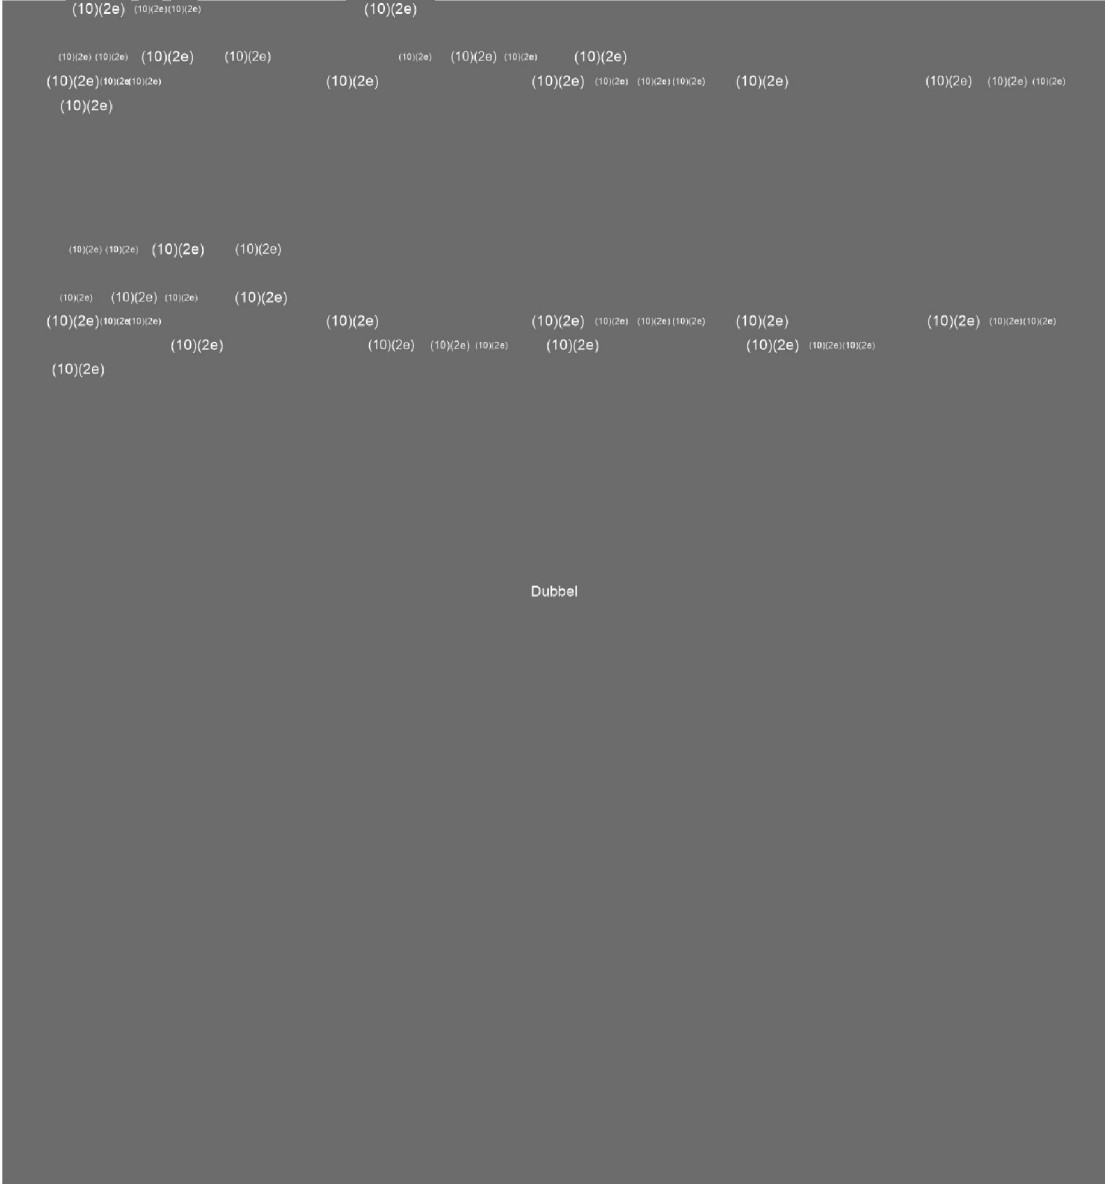 (10)(2e) (10)(2e)(10)(2e) (10)(2e)
(10)(2e) (10)(2e) (10)(2e) (10)(2e) (10)(2e) (10)(2e) (10)(2e) (10)(2e)
(10)(2e)(10)(2e(10)(2e) (10)(2e) (10)(2e) (10)(2e) (10)(2e)(10)(2e) (10)(2e) (10)(2e) (10)(2e) (10)(2e)
(10)(2e)
(10)(2e) (10)(2e) (10)(2e) (10)(2e)
(10)(2e) (10)(2e) (10)(2e) (10)(2e)
(10)(2e)(10)(2e(10)(2e) (10)(2e) (10)(2e) (10)(2e) (10)(2e)(10)(2e) (10)(2e) (10)(2e) (10)(2e)(10)(2e)
(10)(2e) (10)(2e) (10)(2e) (10)(2e) (10)(2e) (10)(2e) (10)(2e)(10)(2e)
(10)(2e)
Dubbel